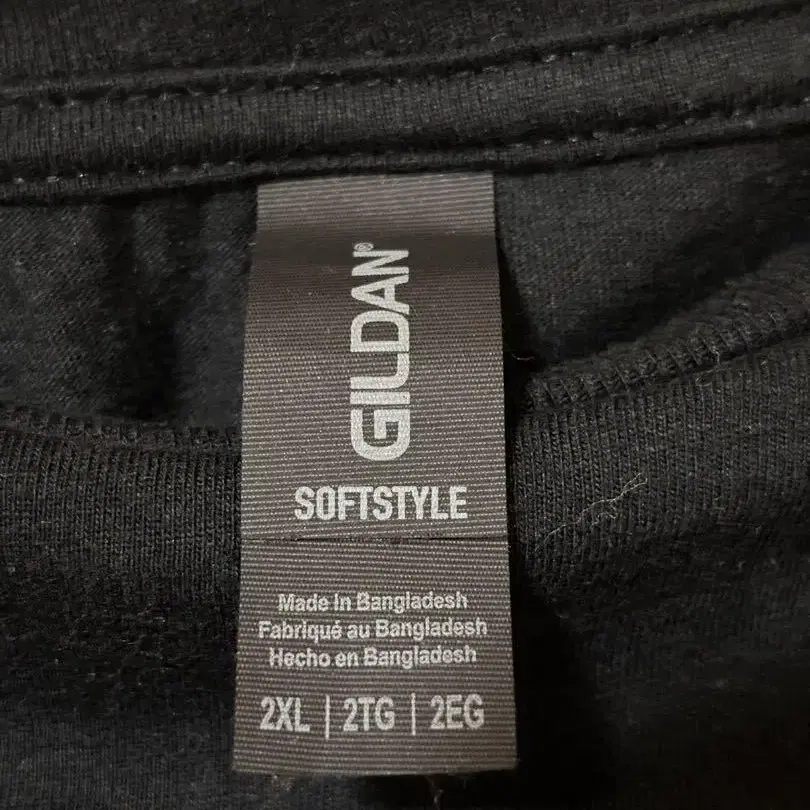 GILDAN®
SOFTSTYLE
Made In Bangladesh
Fabriqué au Bangladesh
Hecho en Bangladesh
2XL | 2TG | 2EG